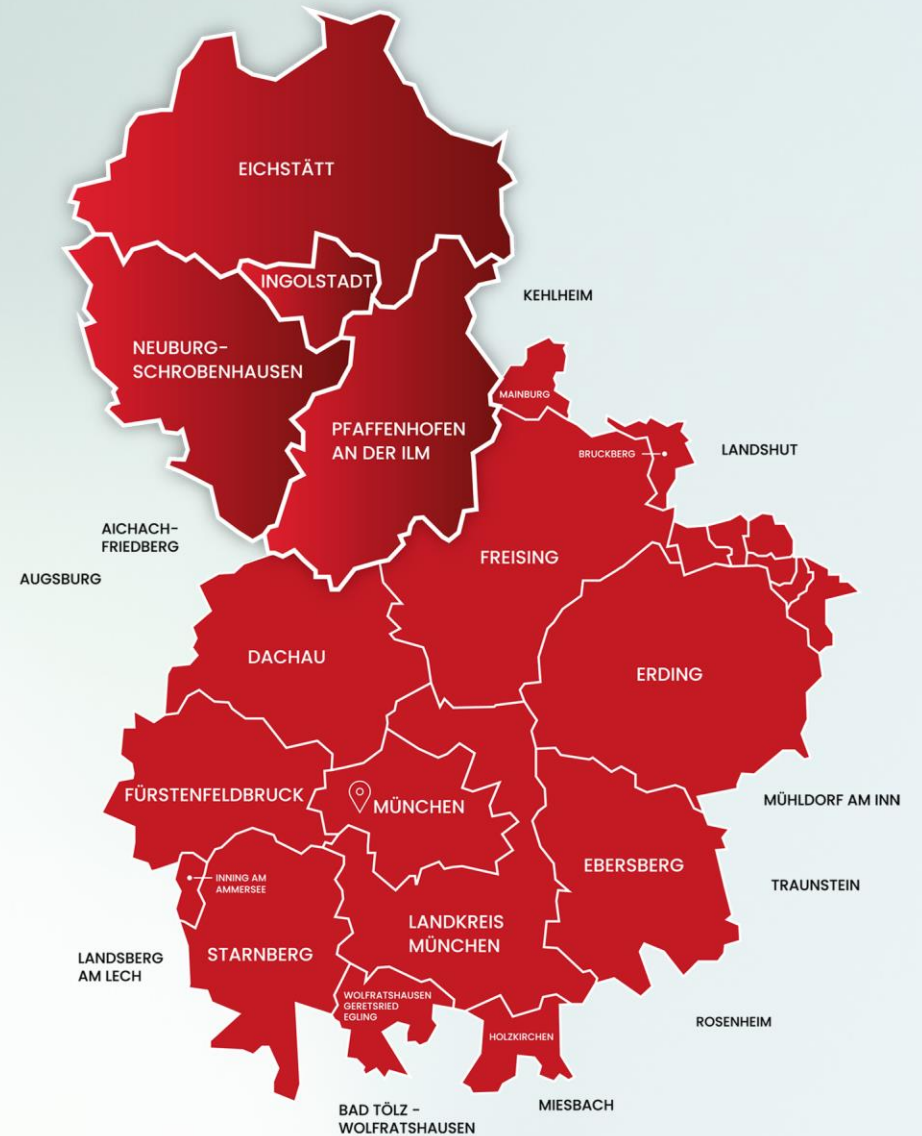 EICHSTÄTT
INGOLSTADT
KEHLHEIM
NEUBURG-
SCHROBENHAUSEN
MAINBURG
PFAFFENHOFEN
AN DER ILM
BRUCKBERG
LANDSHUT
AICHACH-
FRIEDBERG
FREISING
AUGSBURG
DACHAU
ERDING
FÜRSTENFELDBRUCK
MÜNCHEN
MÜHLDORF AM INN
EBERSBERG
INNING AM
AMMERSEE
TRAUNSTEIN
LANDKREIS
MÜNCHEN
STARNBERG
LANDSBERG
AM LECH
WOLFRATSHAUSEN
GERETSRIED
EGLING
ROSENHEIM
HOLZKIRCHEN
MIESBACH
BAD TÖLZ -
WOLFRATSHAUSEN